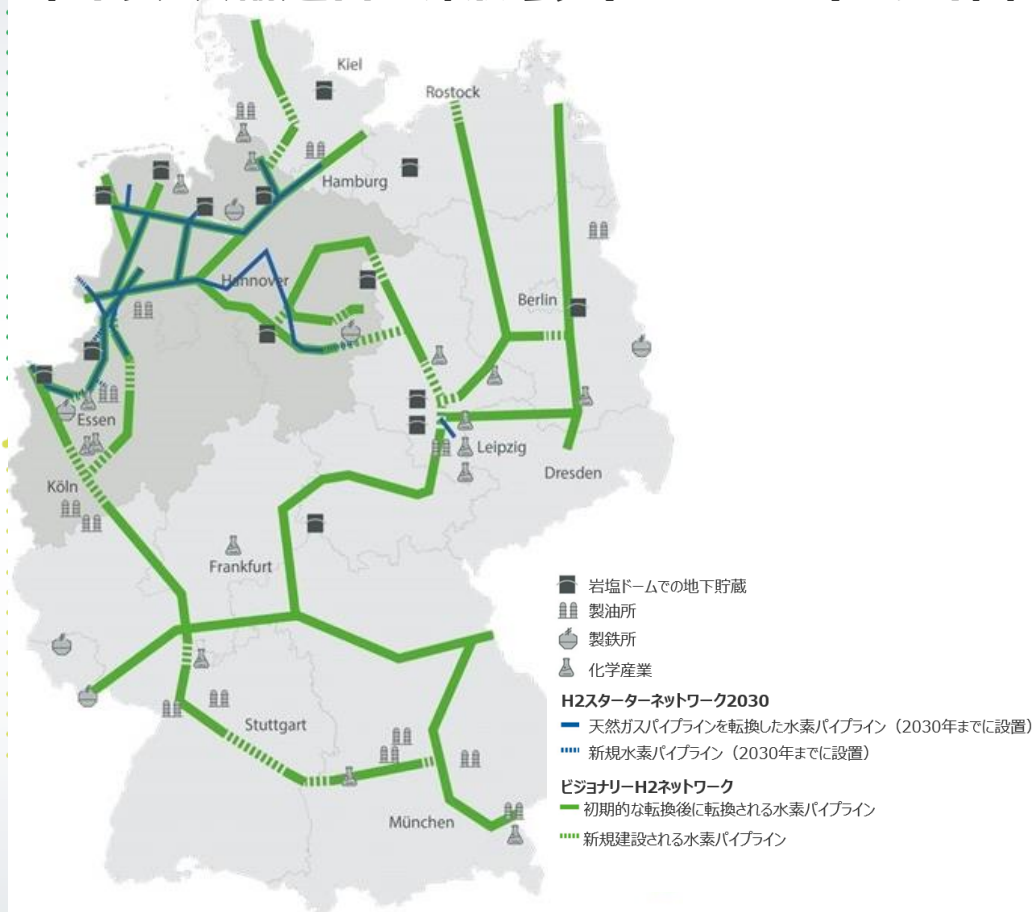 Kiel
Rostock
Hamburg
Hannover
Berlin
Essen
Leipzig
Köln
Dresden
Frankfurt
Stuttgart
München
岩塩ドームでの地下貯蔵
製油所
製鉄所
化学産業
H2スターターネットワーク2030
天然ガスパイプラインを転換した水素パイプライン（2030年までに設置）
新規水素パイプライン（2030年までに設置）
ビジョナリーH2ネットワーク
初期的な転換後に転換される水素パイプライン
新規建設される水素パイプライン